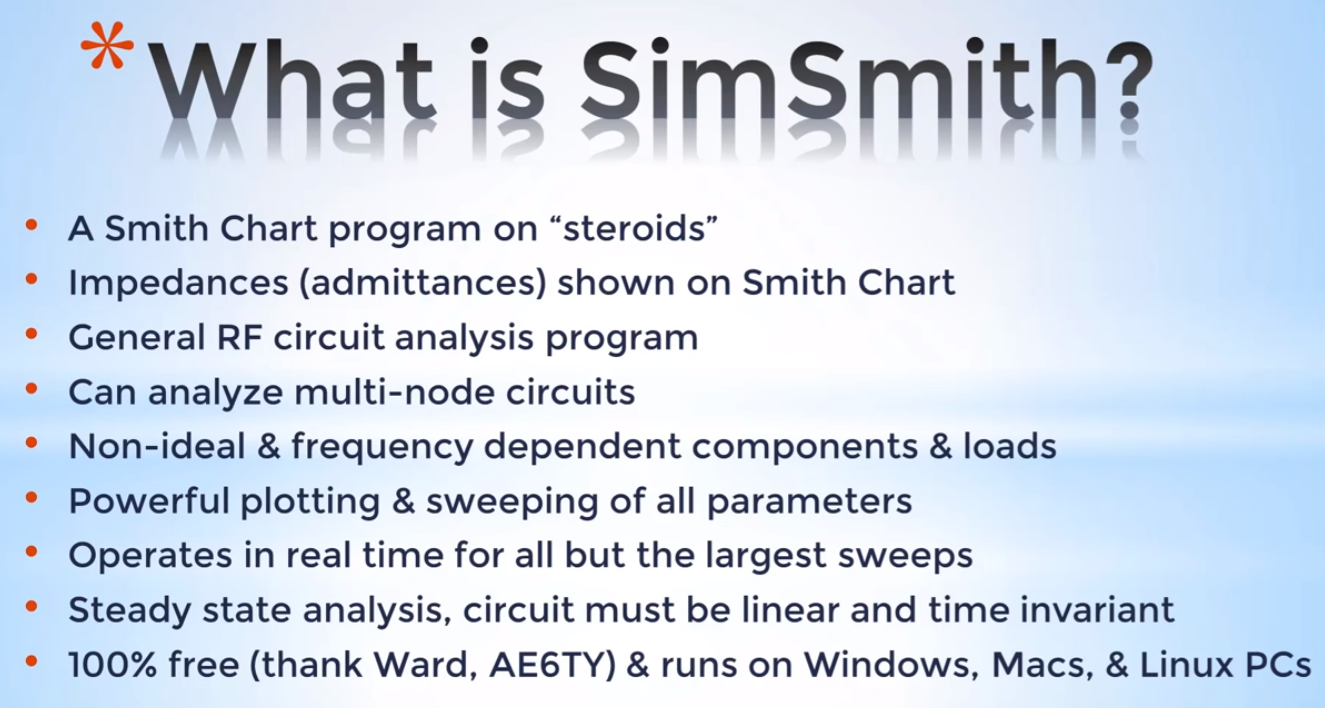 *What is SimSmith?
• A Smith Chart program on “steroids”
• Impedances (admittances) shown on Smith Chart
• General RF circuit analysis program
• Can analyze multi-node circuits
• Non-ideal & frequency dependent components & loads
• Powerful plotting & sweeping of all parameters
• Operates in real time for all but the largest sweeps
• Steady state analysis, circuit must be linear and time invariant
• 100% free (thank Ward, AE6TY) & runs on Windows, Macs, & Linux PCs